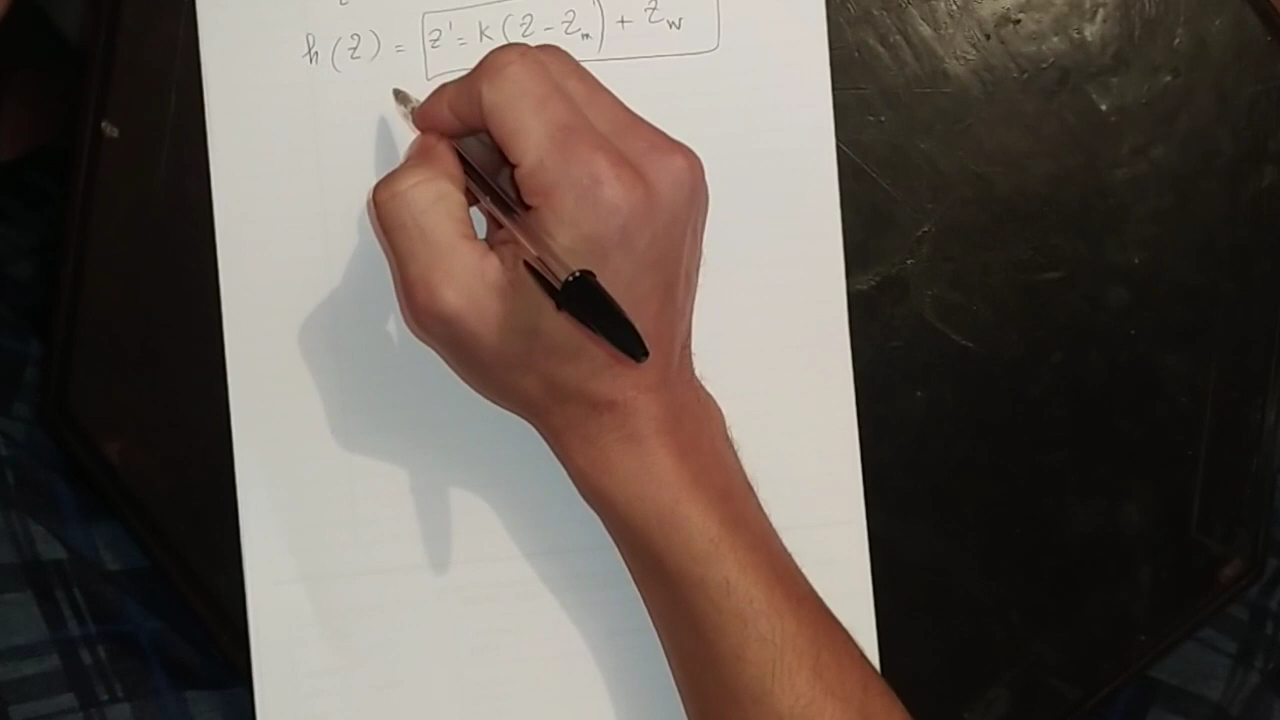 h(z) = z' = k(z - z_m) + z_w